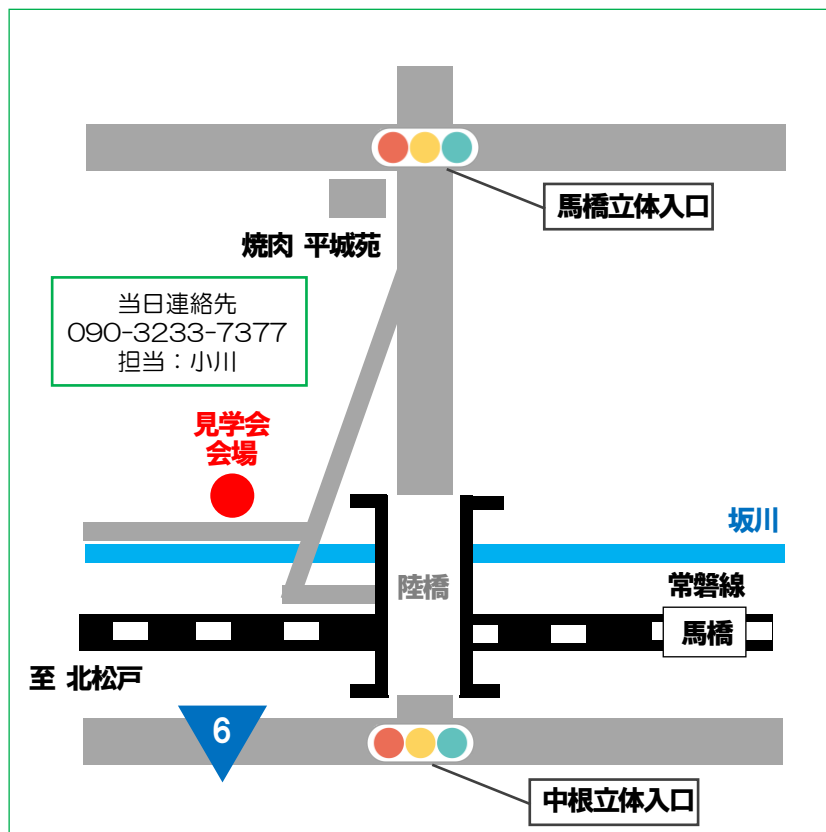 馬橋立体入口
焼肉 平城苑
当日連絡先
090-3233-7377
担当：小川
見学会
会場
坂川
陸橋
常磐線
馬橋
至 北松戸
6
中根立体入口